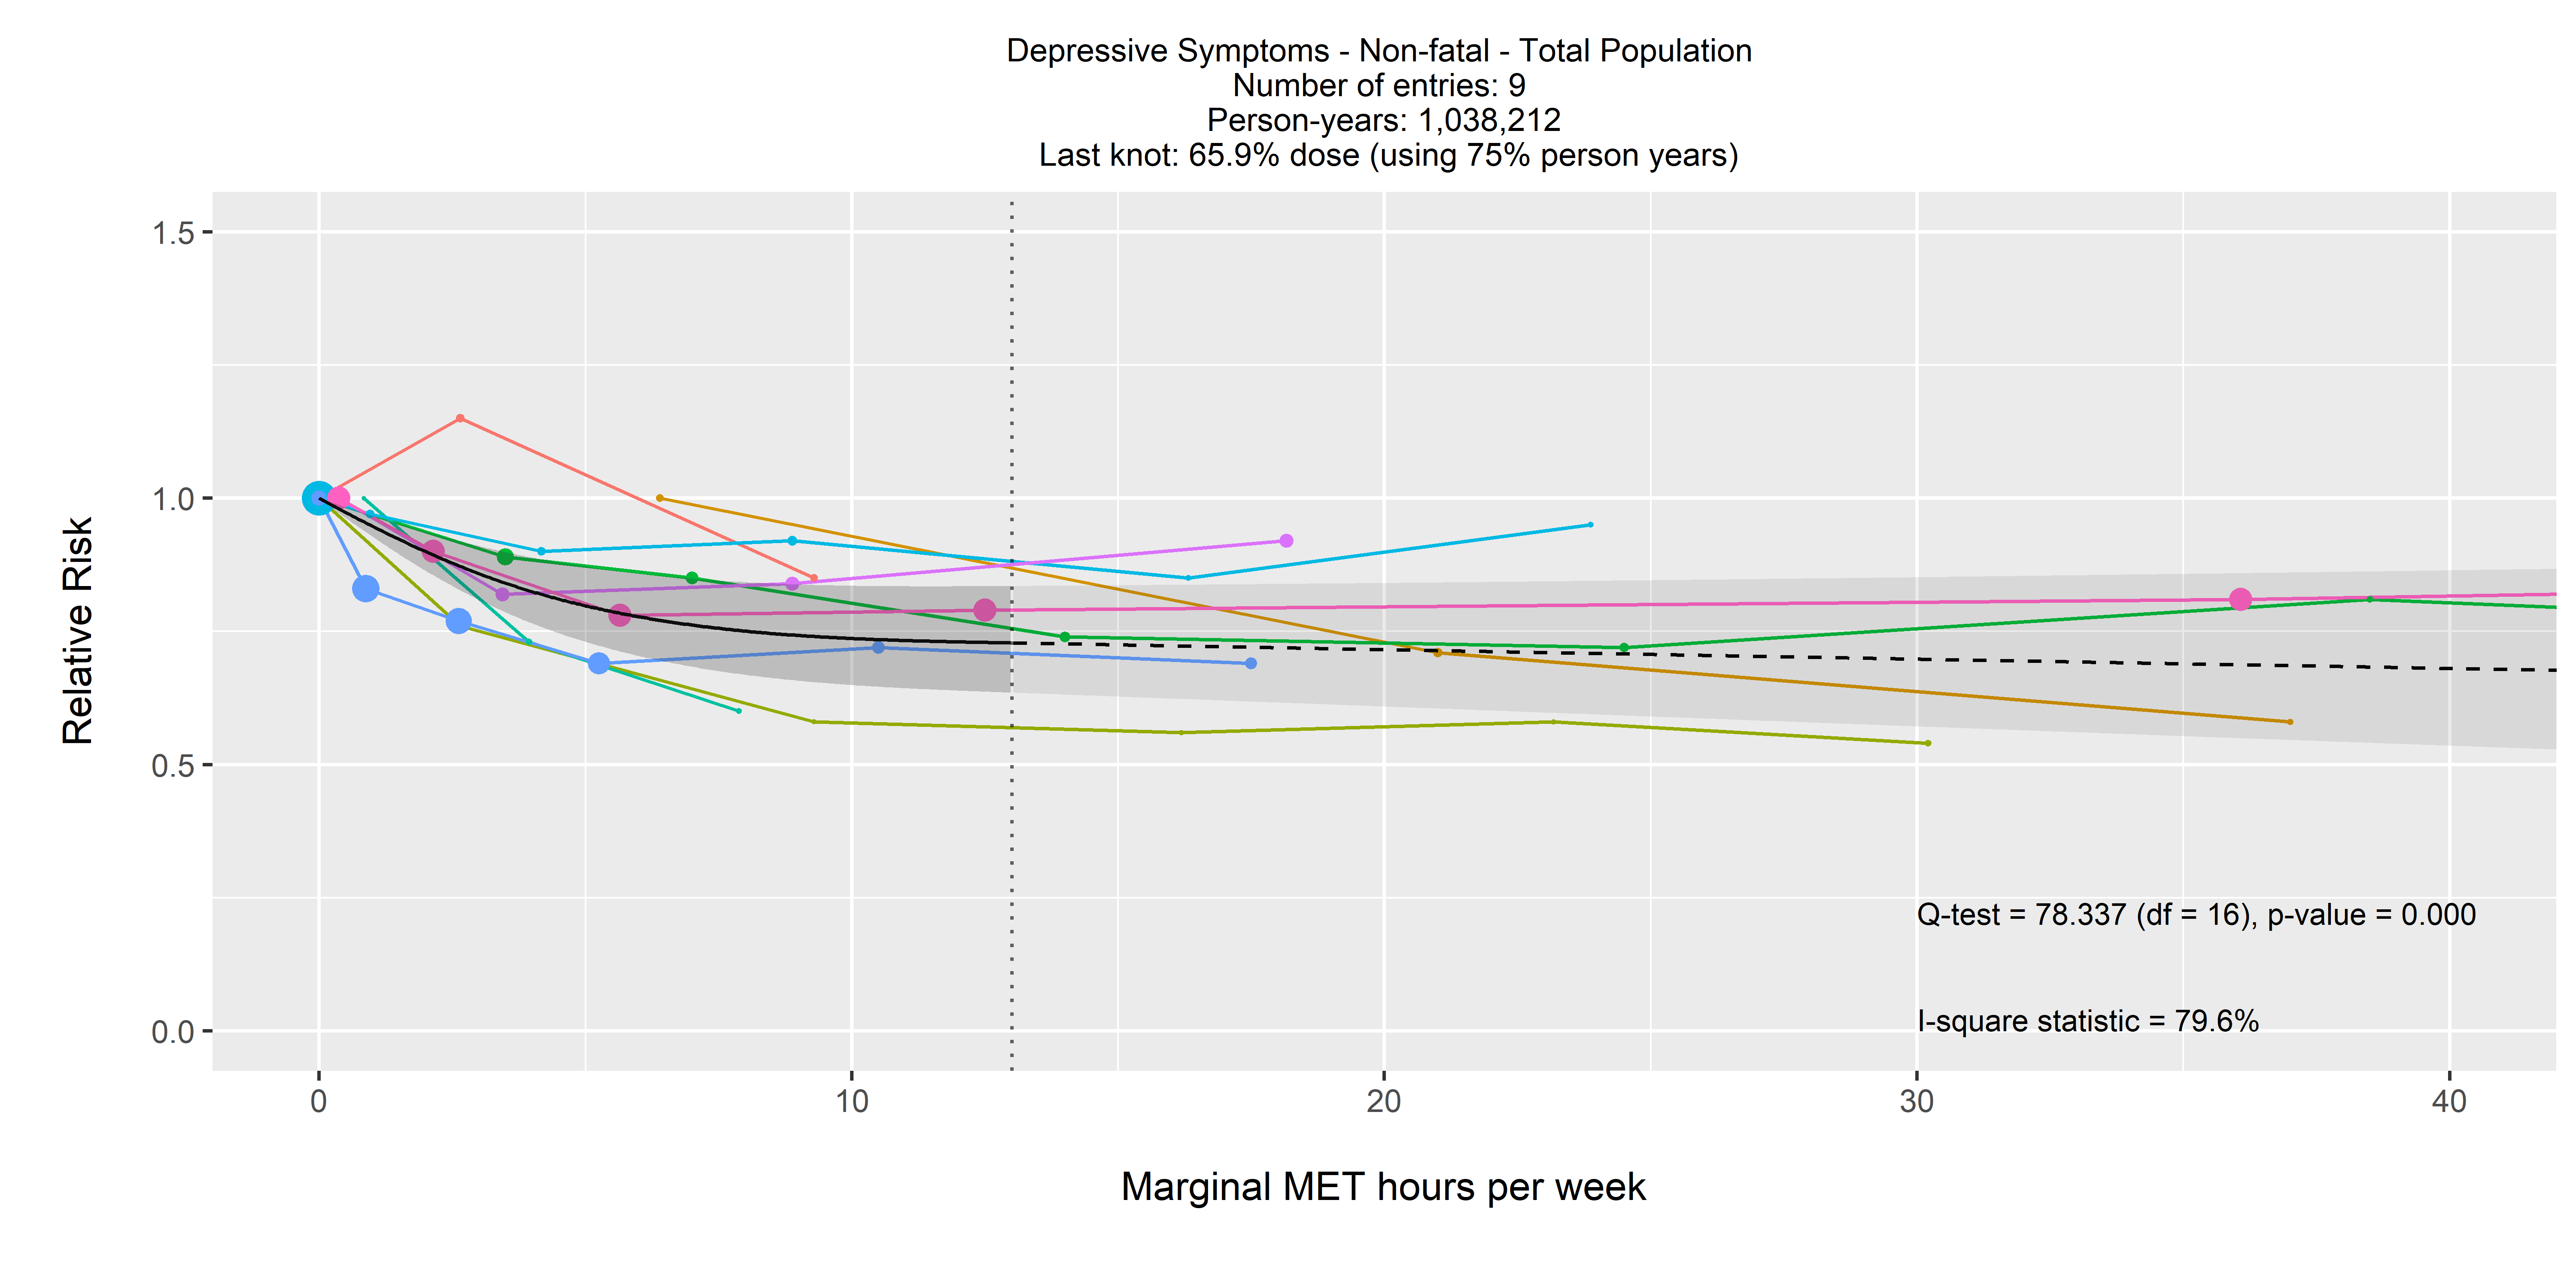 Depressive Symptoms - Non-fatal - Total Population
Number of entries: 9
Person-years: 1,038,212
Last knot: 65.9% dose (using 75% person years)
1.5
1.0
0.5
0.0
Relative Risk
Q-test = 78.337 (df = 16), p-value = 0.000
I-square statistic = 79.6%
0 10 20 30 40
Marginal MET hours per week